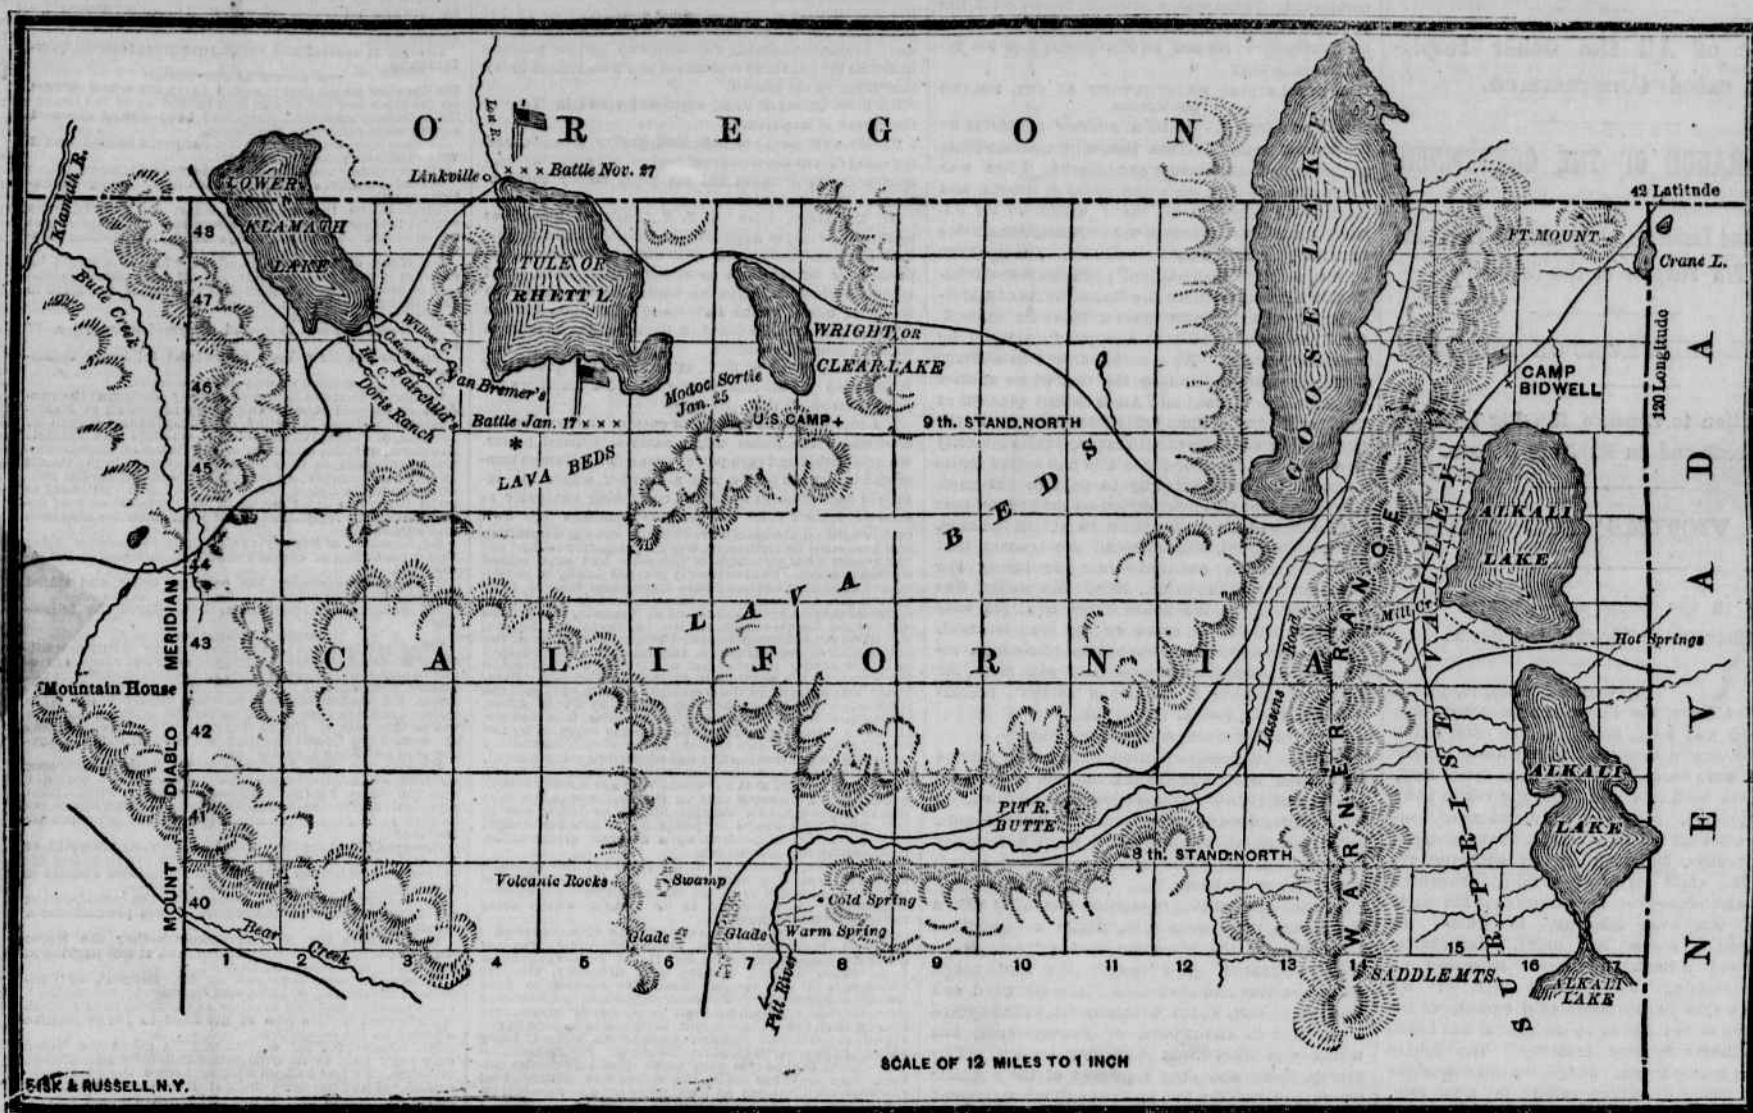 OREGON
Klamath R.
Lost R.
Linkville
Battle Nov. 27
42 Latitude
LOWER
KLAMATH
LAKE
TULE OR
RHETT L
WRIGHT OR
CLEAR LAKE
GOOSE LAKE
FT. MOUNT
Crane L.
120 Longitude
Butte Creek
48
47
46
45
44
43
42
41
40
Willow C.
Cottonwood C.
Van Bremer's
Fairchild's
Doris Ranch
Battle Jan. 17
Modoc Sortie
Jan. 25
U.S. CAMP
9th. STAND. NORTH
LAVA BEDS
CAMP
BIDWELL
ALKALI
LAKE
LAVA BEDS
CALIFORNIA
NEVADA
Mill Cr.
Hot Springs
SURPRISE VALLEY
WARNER RANGE
Lassens Road
Mountain House
MOUNT DIABLO MERIDIAN
ALKALI
LAKE
PIT R.
BUTTE
8 th. STAND: NORTH
Volcanic Rocks
Swamp
Cold Spring
Warm Spring
Glade
Glade
Pit River
Bear Creek
1 2 3 4 5 6 7 8 9 10 11 12 13 14 15 16 17
SADDLE MTS.
ALKALI
LAKE
SCALE OF 12 MILES TO 1 INCH
FISK & RUSSELL, N.Y.